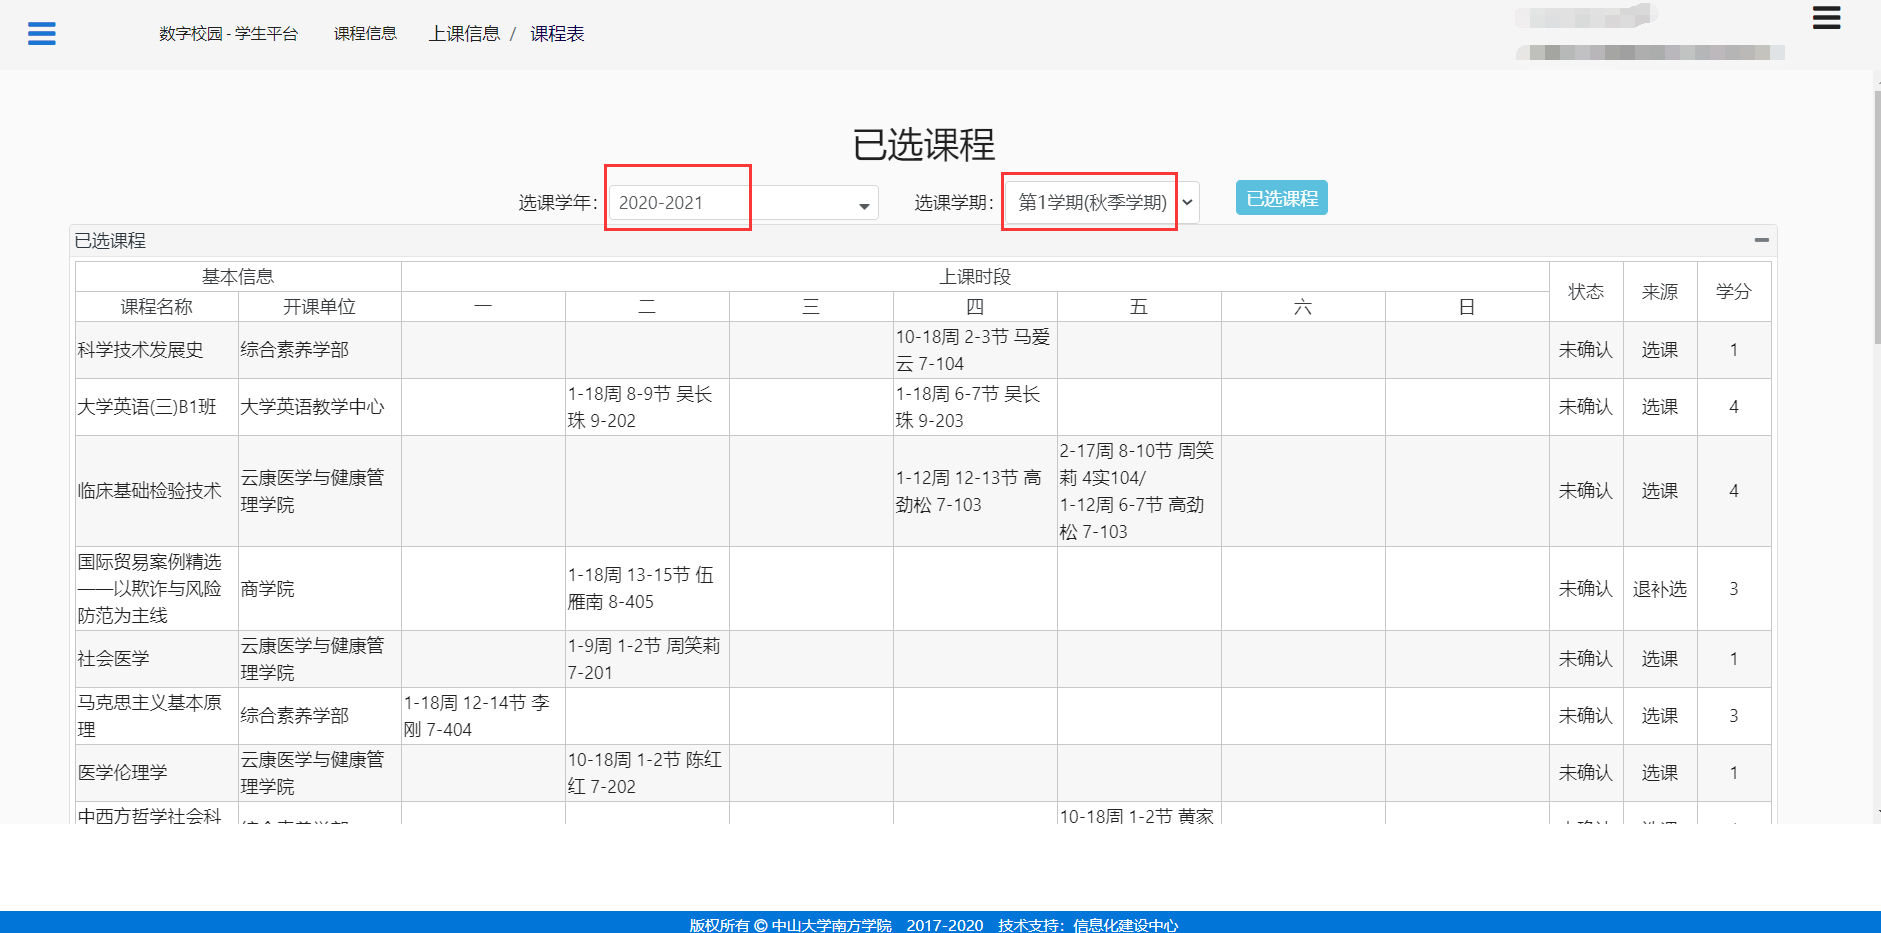 数字校园 - 学生平台 课程信息 上课信息 / 课程表
已选课程
选课学年: 2020-2021 选课学期: 第1学期(秋季学期) 已选课程
已选课程
基本信息 上课时段 状态 来源 学分
课程名称 开课单位 一 二 三 四 五 六 日
科学技术发展史 综合素养学部 10-18周 2-3节 马爱
云 7-104 未确认 选课 1
大学英语(三)B1班 大学英语教学中心 1-18周 8-9节 吴长
珠 9-202 1-18周 6-7节 吴长
珠 9-203 未确认 选课 4
临床基础检验技术 云康医学与健康管
理学院 1-12周 12-13节 高
劲松 7-103 2-17周 8-10节 周笑
莉 4实104/
1-12周 6-7节 高劲
松 7-103 未确认 选课 4
国际贸易案例精选
——以欺诈与风险
防范为主线 商学院 1-18周 13-15节 伍
雁南 8-405 未确认 退补选 3
社会医学 云康医学与健康管
理学院 1-9周 1-2节 周笑莉
7-201 未确认 选课 1
马克思主义基本原
理 综合素养学部 1-18周 12-14节 李
刚 7-404 未确认 选课 3
医学伦理学 云康医学与健康管
理学院 10-18周 1-2节 陈红
红 7-202 未确认 选课 1
中西方哲学社会科 10-18周 1-2节 黄家
版权所有 © 中山大学南方学院 2017-2020 技术支持：信息化建设中心